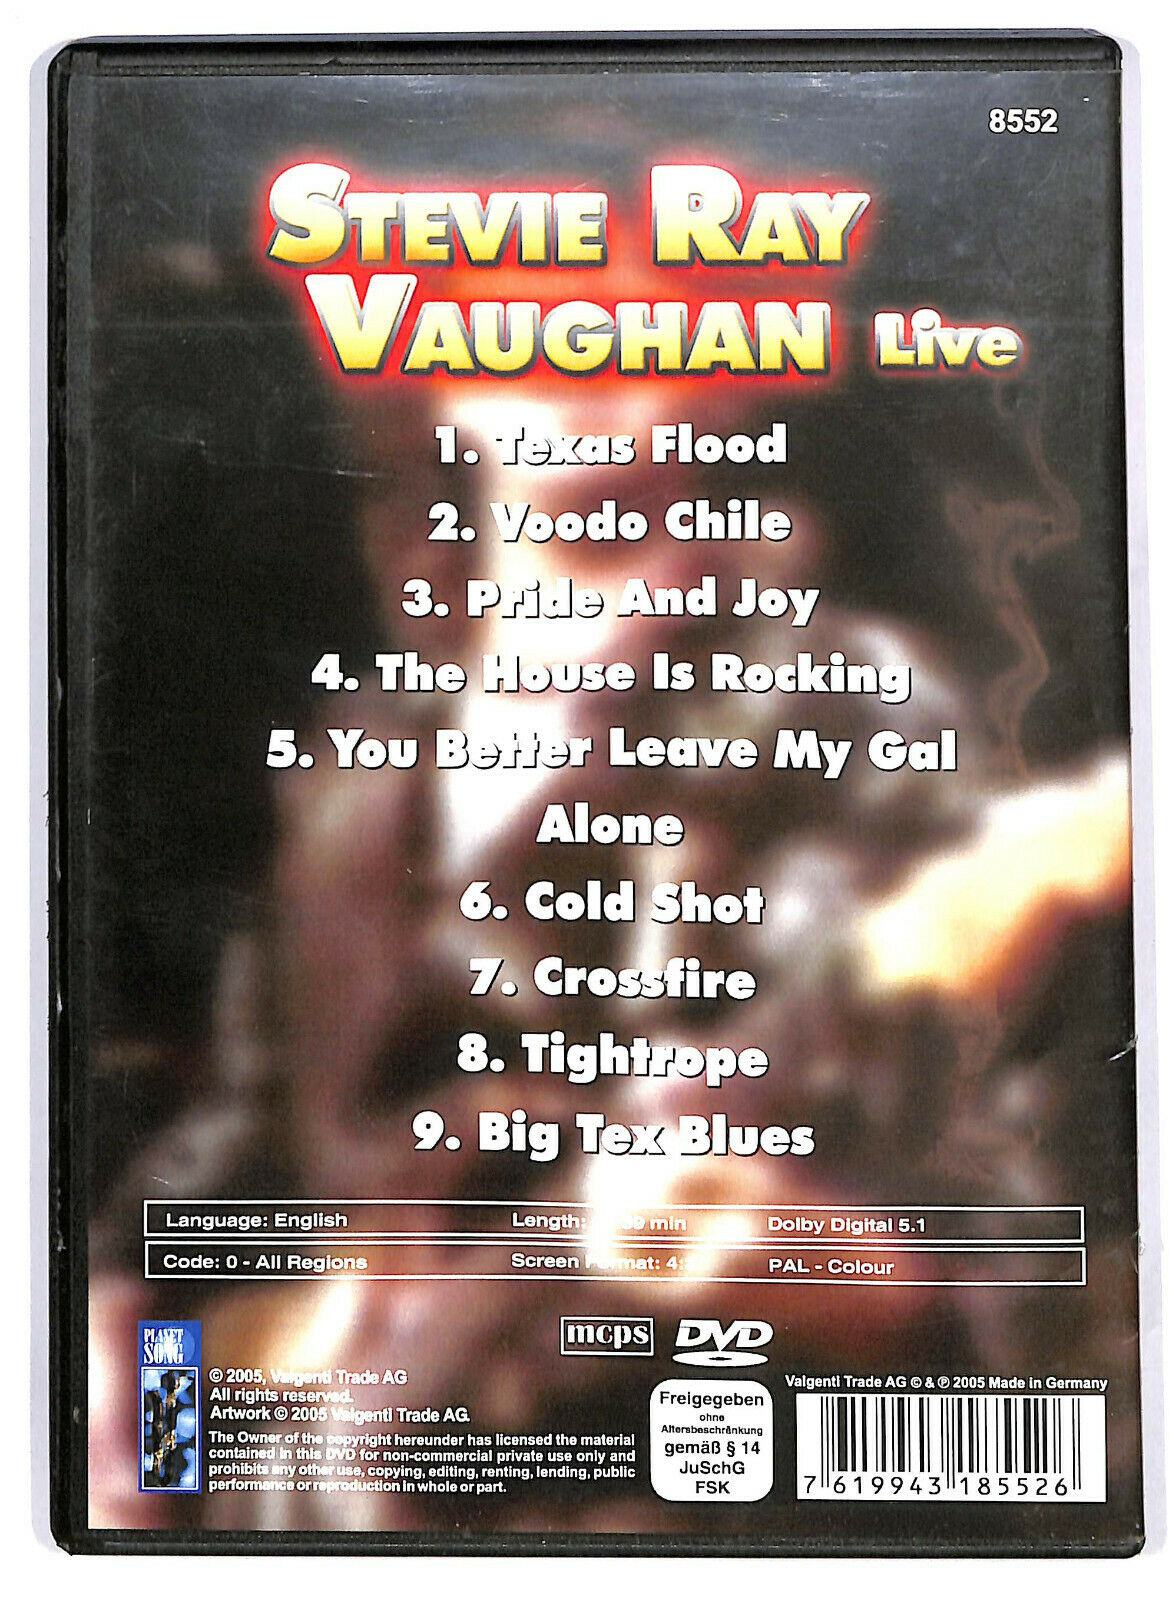 8552
STEVIE RAY
VAUGHAN Live
1. Texas Flood
2. Voodo Chile
3. Pride And Joy
4. The House Is Rocking
5. You Better Leave My Gal
Alone
6. Cold Shot
7. Crossfire
8. Tightrope
9. Big Tex Blues
Language: English Length: min Dolby Digital 5.1
Code: 0 - All Regions Screen Format: PAL - Colour
PLANET
SONG
mcps DVD
© 2005, Valgenti Trade AG
All rights reserved.
Artwork © 2005 Valgenti Trade AG.
The Owner of the copyright hereunder has licensed the material
contained in this DVD for non-commercial private use only and
prohibits any other use, copying, editing, renting, lending, public
performance or reproduction in whole or part.
Freigegeben
ohne
Altersbeschränkung
gemäß § 14
JuSchG
FSK
Valgenti Trade AG © & ℗ 2005 Made in Germany
7 619943 185526